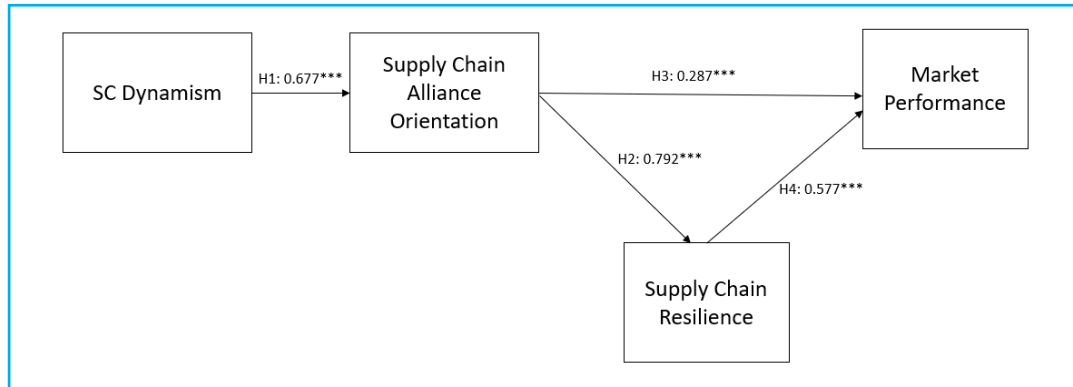 SC Dynamism
H1: 0.677***
Supply Chain
Alliance
Orientation
H3: 0.287***
Market
Performance
H2: 0.792***
H4: 0.577***
Supply Chain
Resilience